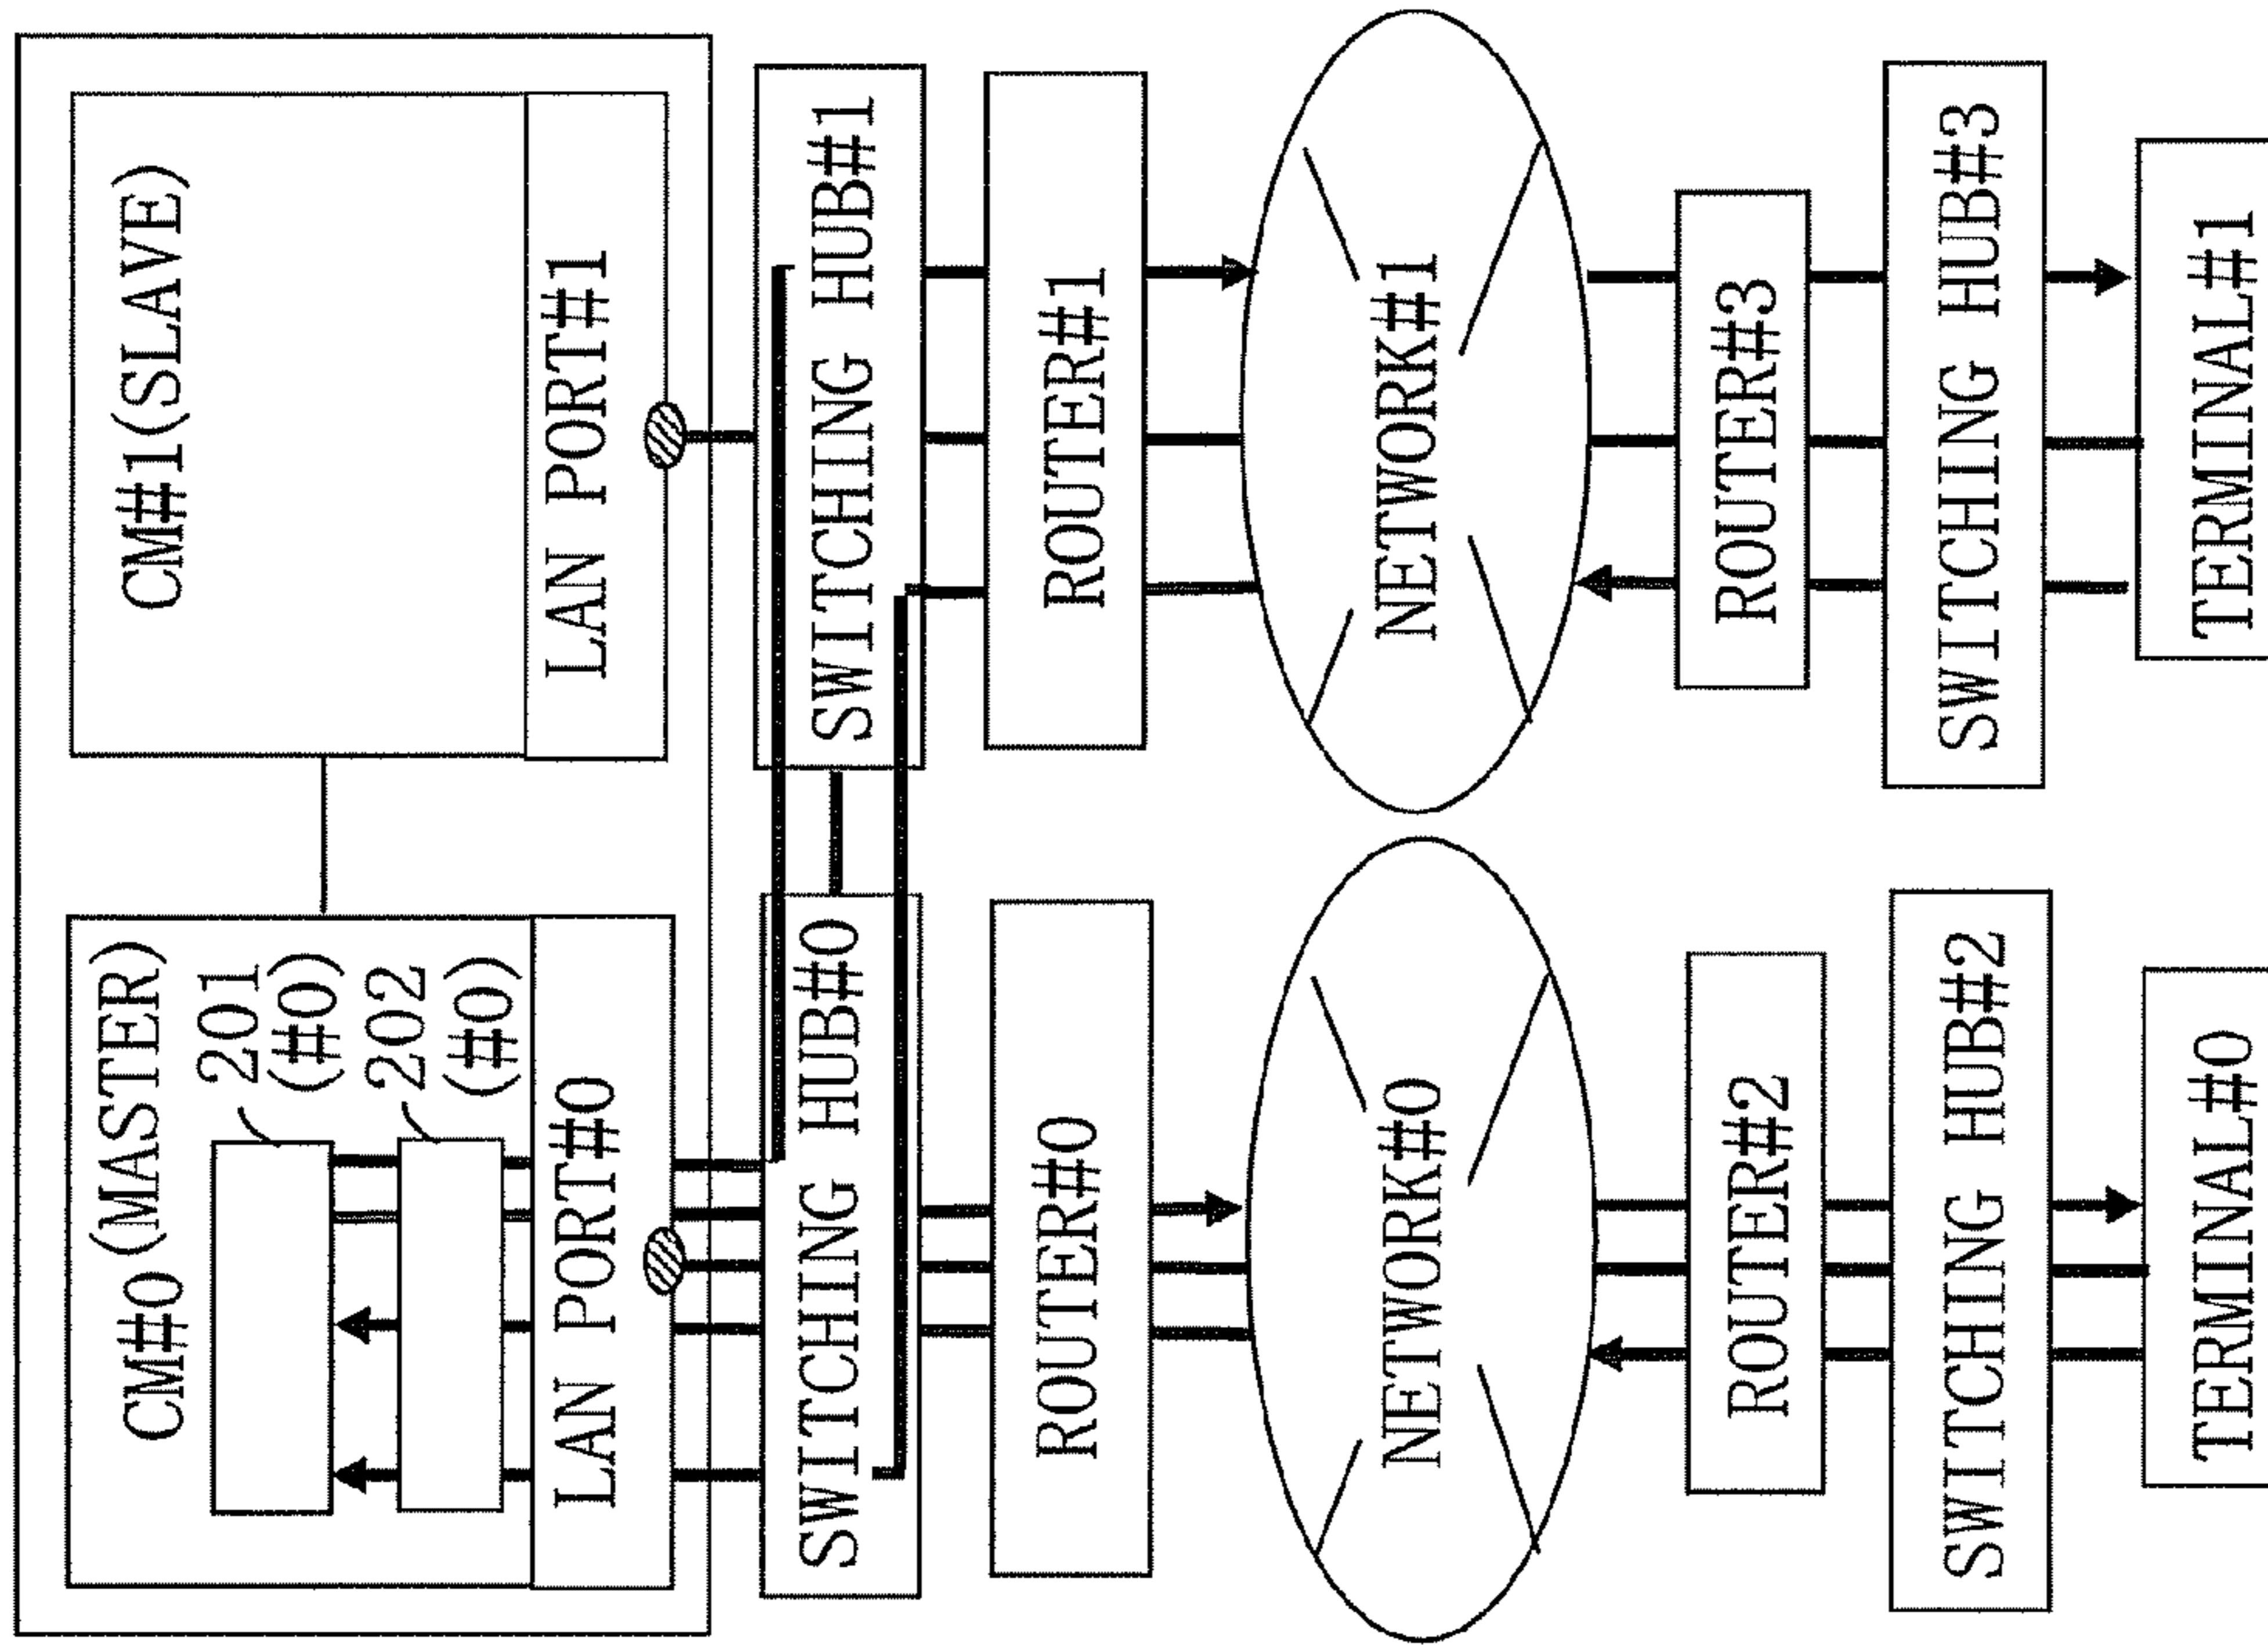 CM#0(MASTER)
201
(#0)
202
(#0)
LAN PORT#0
SWITCHING HUB#0
ROUTER#0
NETWORK#0
ROUTER#2
SWITCHING HUB#2
TERMINAL#0
CM#1(SLAVE)
LAN PORT#1
SWITCHING HUB#1
ROUTER#1
NETWORK#1
ROUTER#3
SWITCHING HUB#3
TERMINAL#1